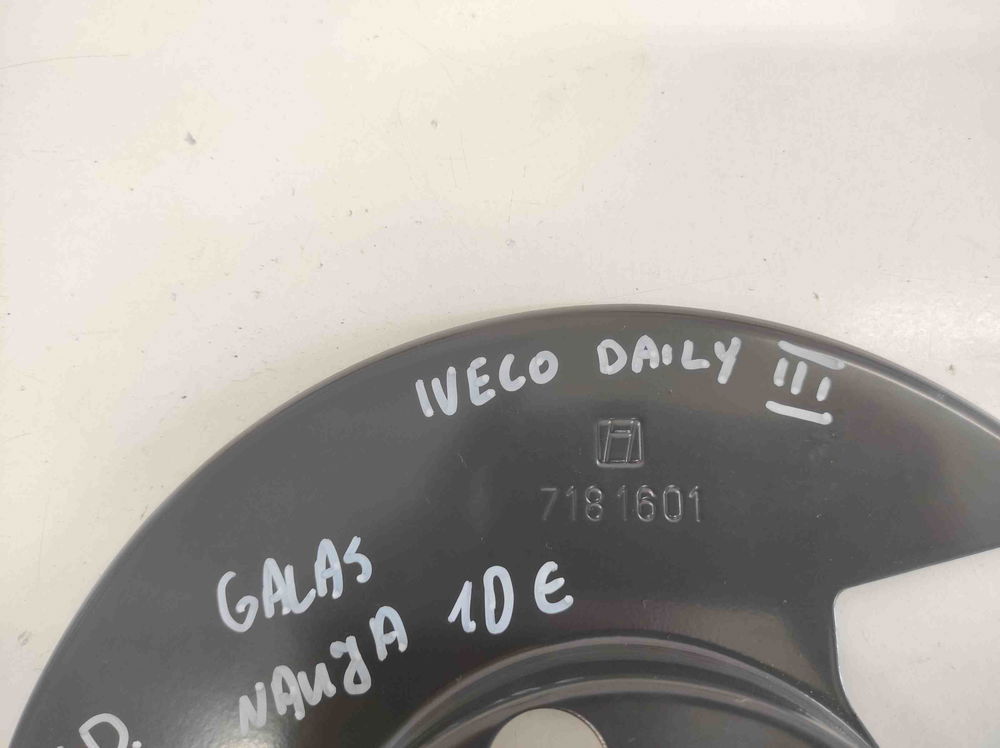 IVECO DAILY III
H
7181601
GALAS
NAUJA 10 E
D.